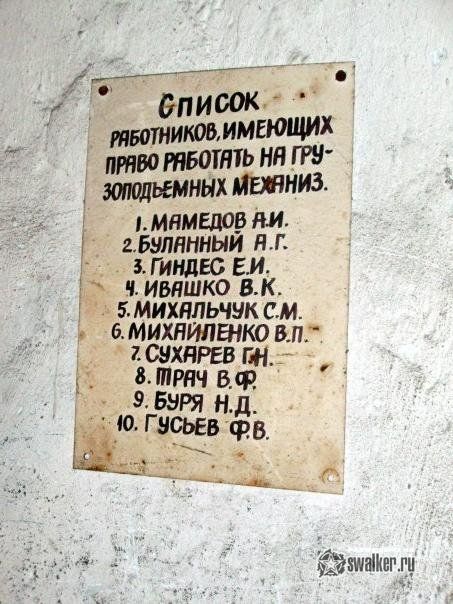 Список
работников, имеющих
право работать на гру-
зоподъемных механиз.
1. Мамедов А.И.
2. Буланный А.Г.
3. Гиндес Е.И.
4. Ивашко В.К.
5. Михальчук С.М.
6. Михайленко В.П.
7. Сухарев Г.Н.
8. Трач В.Ф.
9. Буря Н.Д.
10. Гусьев Ф.В.
swalker.ru